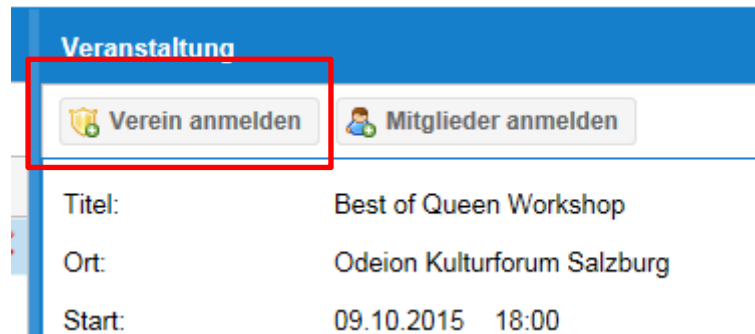 Veranstaltung
Verein anmelden Mitglieder anmelden
Titel: Best of Queen Workshop
Ort: Odeion Kulturforum Salzburg
Start: 09.10.2015 18:00